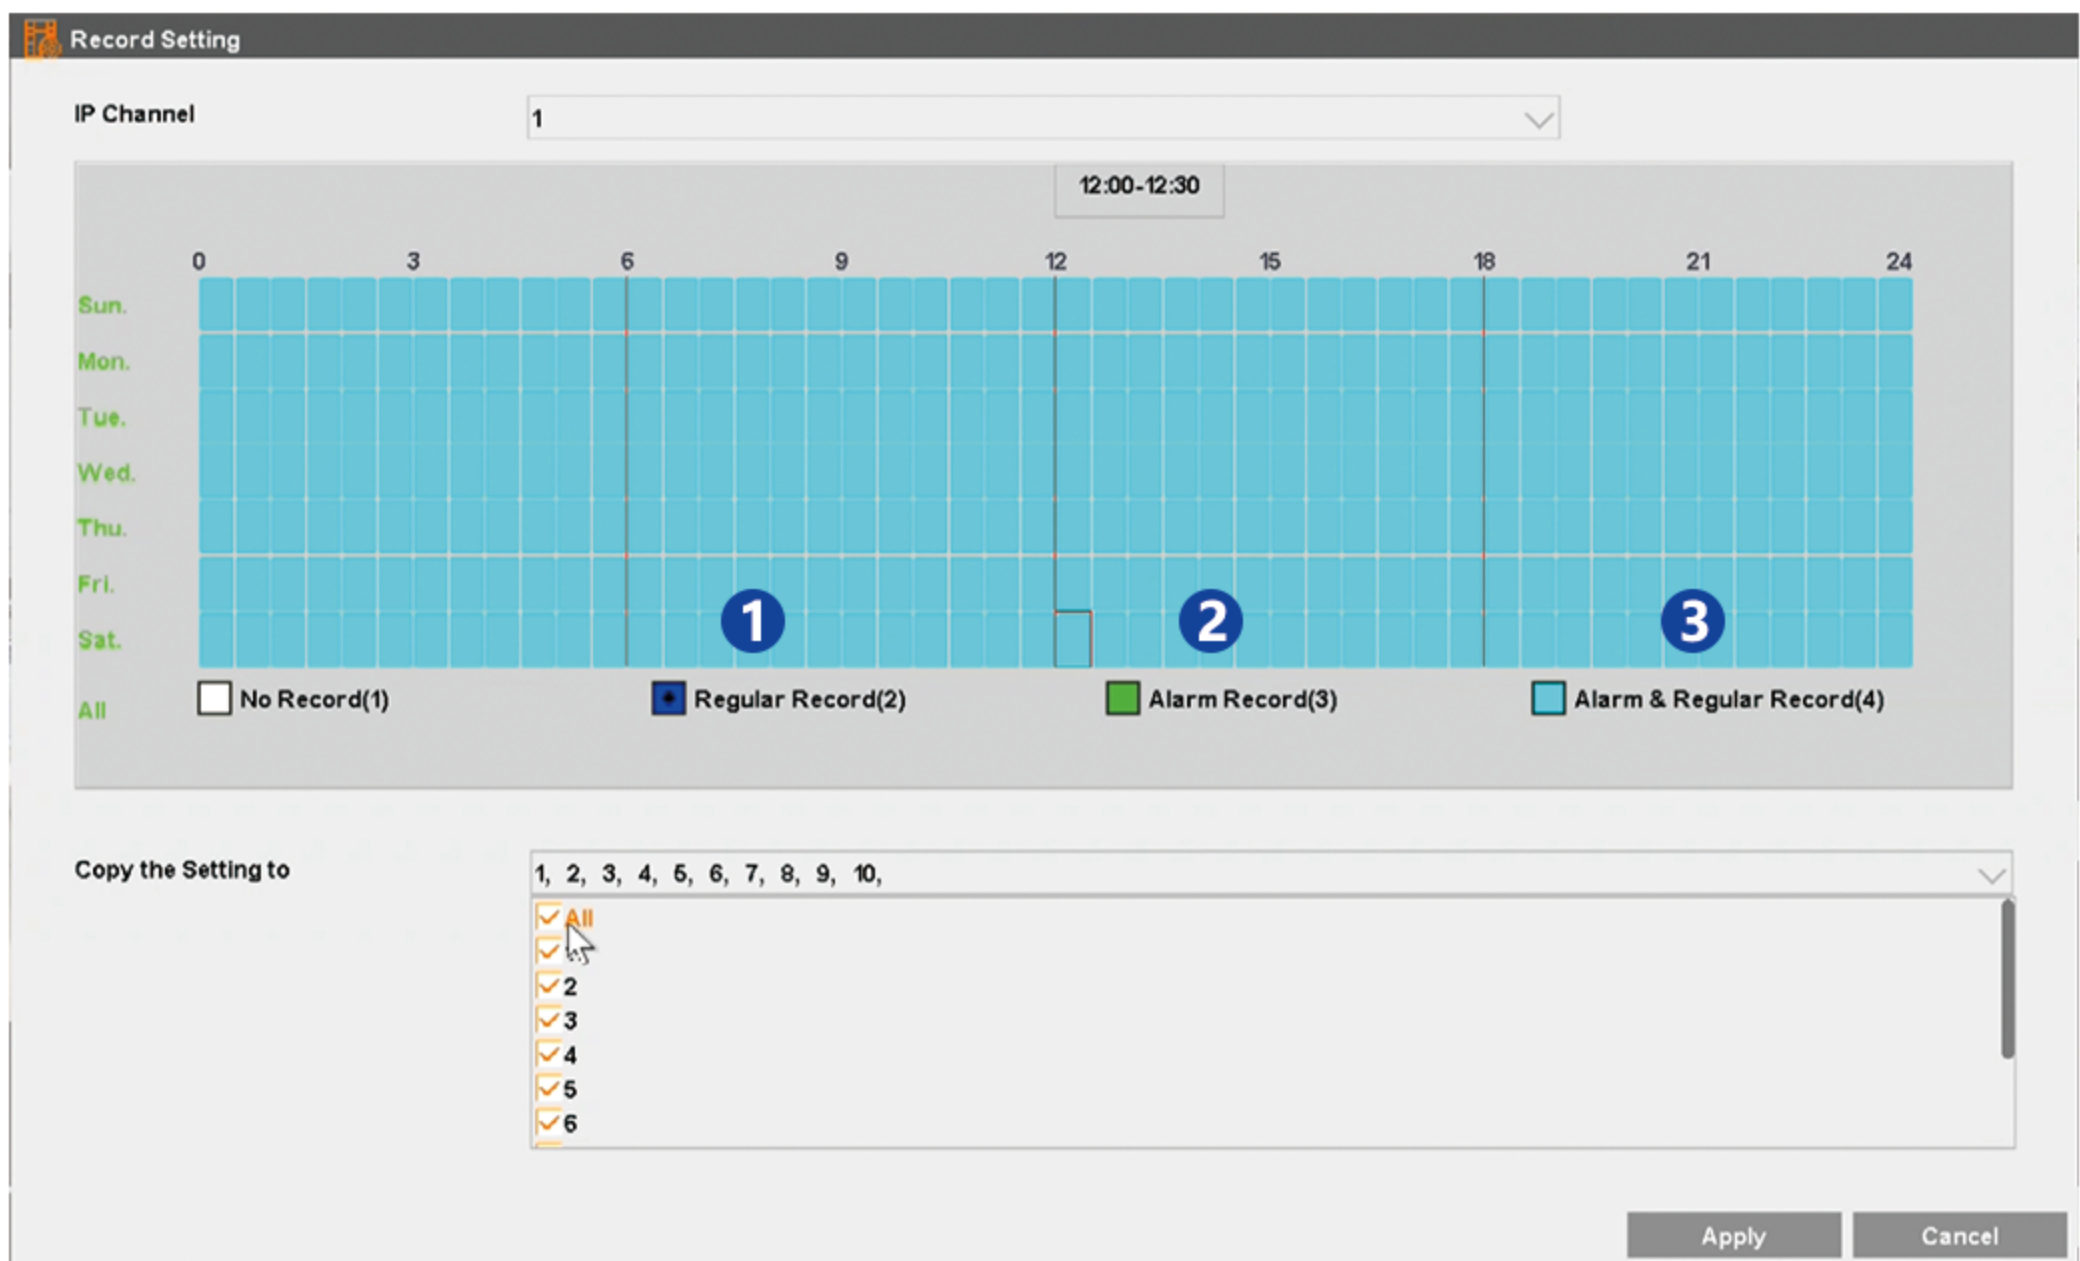 Record Setting
IP Channel
1
12:00-12:30
0 3 6 9 12 15 18 21 24
Sun.
Mon.
Tue.
Wed.
Thu.
Fri.
Sat.
1 2 3
All
No Record(1) Regular Record(2) Alarm Record(3) Alarm & Regular Record(4)
Copy the Setting to
1, 2, 3, 4, 5, 6, 7, 8, 9, 10,
All
2
3
4
5
6
Apply Cancel